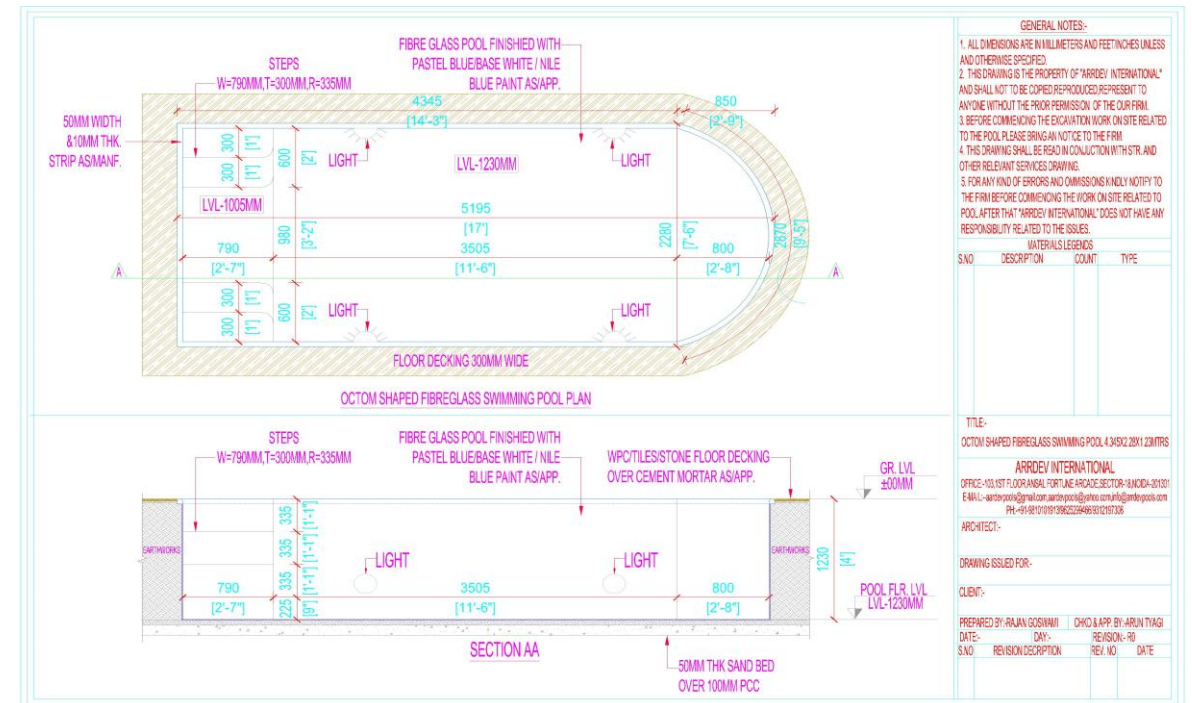 FIBRE GLASS POOL FINISHIED WITH
PASTEL BLUE/BASE WHITE / NILE
BLUE PAINT AS/APP.
STEPS
W=790MM,T=300MM,R=335MM
50MM WIDTH
&10MM THK.
STRIP AS/MANF.
4345
[14'-3"]
850
[2'-9"]
300
[1']
300
[1']
600
[2']
LIGHT
LVL-1230MM
LIGHT
LVL-1005MM
5195
[17']
980
[3'-2"]
2280
[7'-6"]
2870
[9'-5"]
790
[2'-7"]
3505
[11'-6"]
800
[2'-8"]
A
A
300
[1']
300
[1']
600
[2']
LIGHT
LIGHT
FLOOR DECKING 300MM WIDE
OCTOM SHAPED FIBREGLASS SWIMMING POOL PLAN
STEPS
W=790MM,T=300MM,R=335MM
FIBRE GLASS POOL FINISHIED WITH
PASTEL BLUE/BASE WHITE / NILE
BLUE PAINT AS/APP.
WPC/TILES/STONE FLOOR DECKING
OVER CEMENT MORTAR AS/APP.
GR. LVL
±00MM
335
[1'-1"]
335
[1'-1"]
335
[1'-1"]
225
[9"]
EARTHWORKS
EARTHWORKS
LIGHT
LIGHT
1230
[4"]
790
[2'-7"]
3505
[11'-6"]
800
[2'-8"]
POOL FLR. LVL
LVL-1230MM
SECTION AA
50MM THK SAND BED
OVER 100MM PCC
GENERAL NOTES:-
1. ALL DIMENSIONS ARE IN MILLIMETERS AND FEET/INCHES UNLESS
AND OTHERWISE SPECIFIED.
2. THIS DRAWING IS THE PROPERTY OF "ARRDEV INTERNATIONAL"
AND SHALL NOT TO BE COPIED,REPRODUCED,REPRESENT TO
ANYONE WITHOUT THE PRIOR PERMISSION OF THE OUR FIRM.
3. BEFORE COMMENCING THE EXCAVATION WORK ON SITE RELATED
TO THE POOL PLEASE BRING AN NOTICE TO THE FIRM.
4. THIS DRAWING SHALL BE READ IN CONJUCTION WITH STR. AND
OTHER RELEVANT SERVICES DRAWING.
5. FOR ANY KIND OF ERRORS AND OMMISSIONS KINDLY NOTIFY TO
THE FIRM BEFORE COMMENCING THE WORK ON SITE RELATED TO
POOL.AFTER THAT "ARRDEV INTERNATIONAL" DOES NOT HAVE ANY
RESPONSIBILITY RELATED TO THE ISSUES.
MATERIALS LEGENDS
S.NO DESCRIPTION COUNT TYPE
TITLE:-
OCTOM SHAPED FIBREGLASS SWIMMING POOL 4.345X2.28X1.23MTRS
ARRDEV INTERNATIONAL
OFFICE:-103,1ST FLOOR ANSAL FORTUNE ARCADE,SECTOR-18,NOIDA-201301
ARCHITECT:-
DRAWING ISSUED FOR:-
CLIENT:-
PREPARED BY:-RAJAN GOSWAMI CHKD & APP. BY:-ARUN TYAGI
DATE:- DAY:- REVISION:- R0
S.NO REVISION DECRIPTION REV. NO DATE